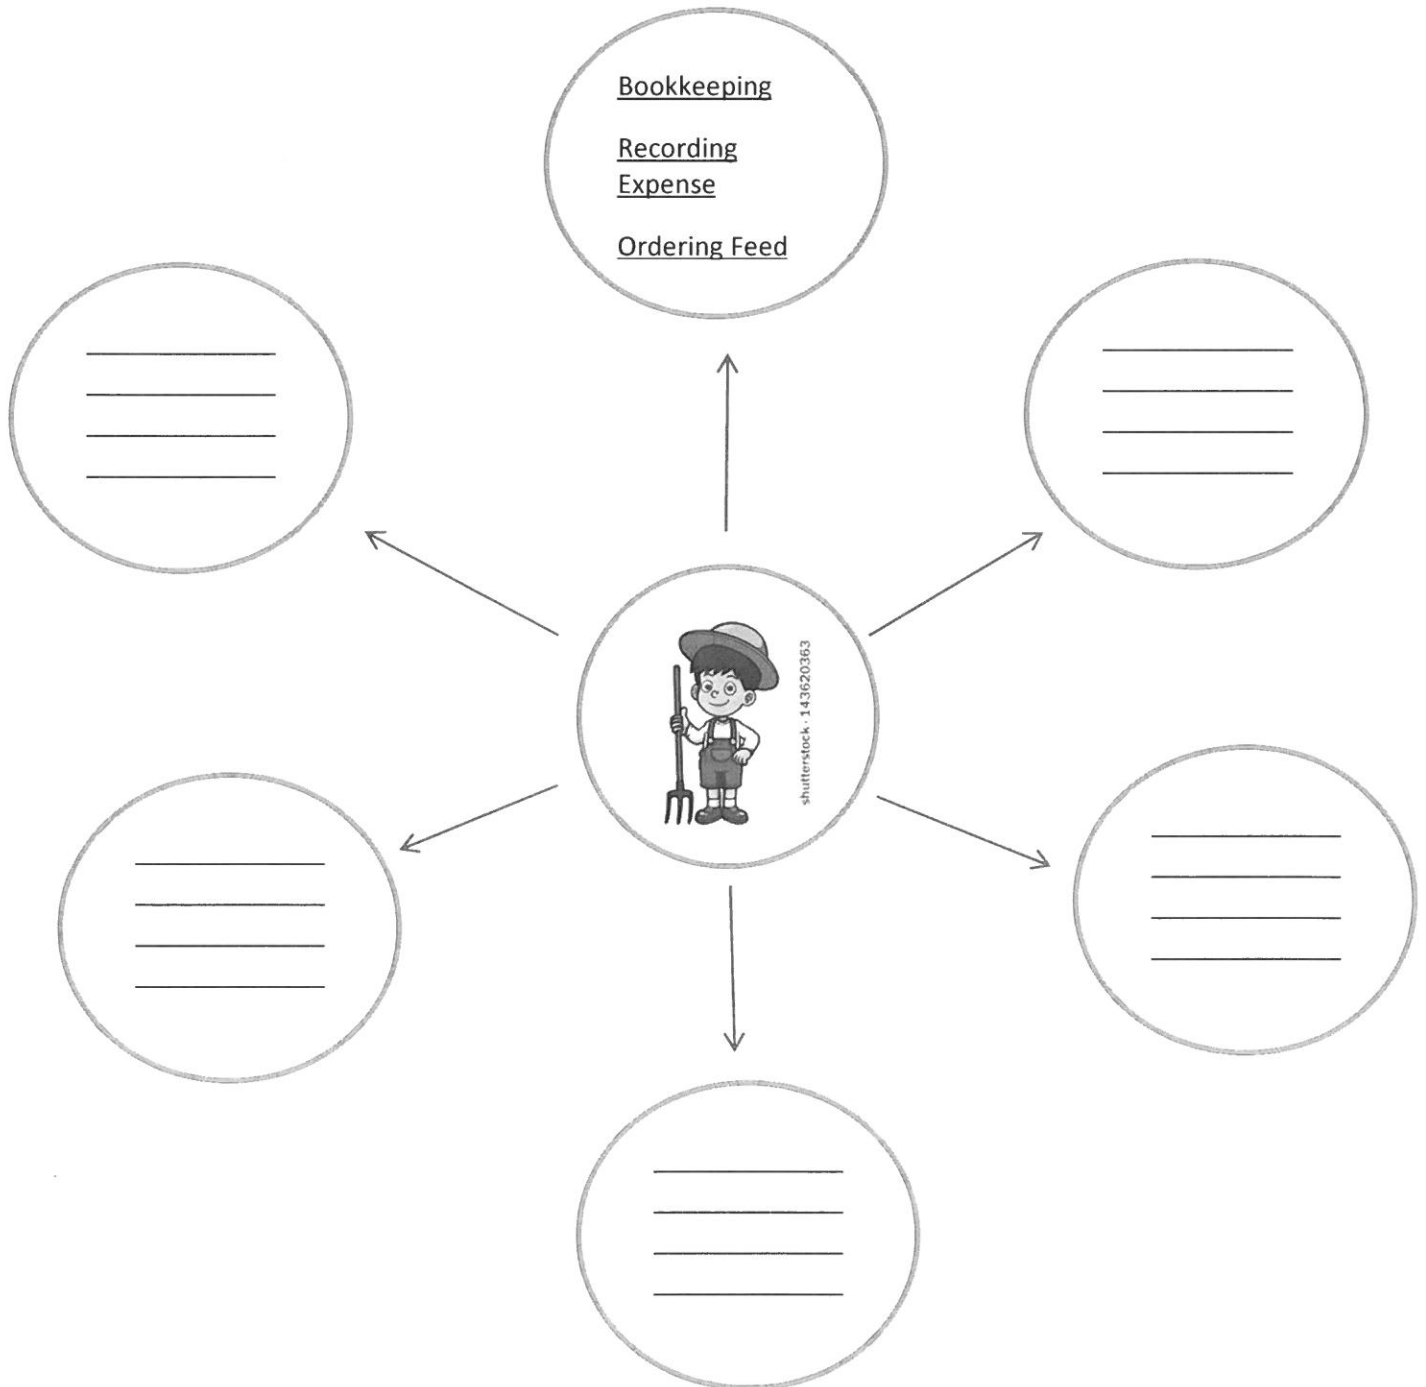 Bookkeeping
Recording
Expense
Ordering Feed
shutterstock · 143620363